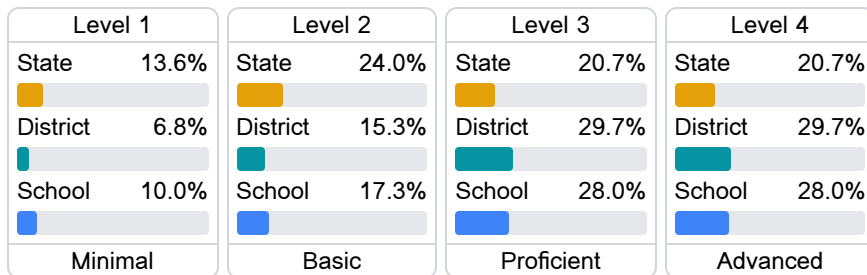 Level 1
State 13.6%
District 6.8%
School 10.0%
Minimal
Level 2
State 24.0%
District 15.3%
School 17.3%
Basic
Level 3
State 20.7%
District 29.7%
School 28.0%
Proficient
Level 4
State 20.7%
District 29.7%
School 28.0%
Advanced